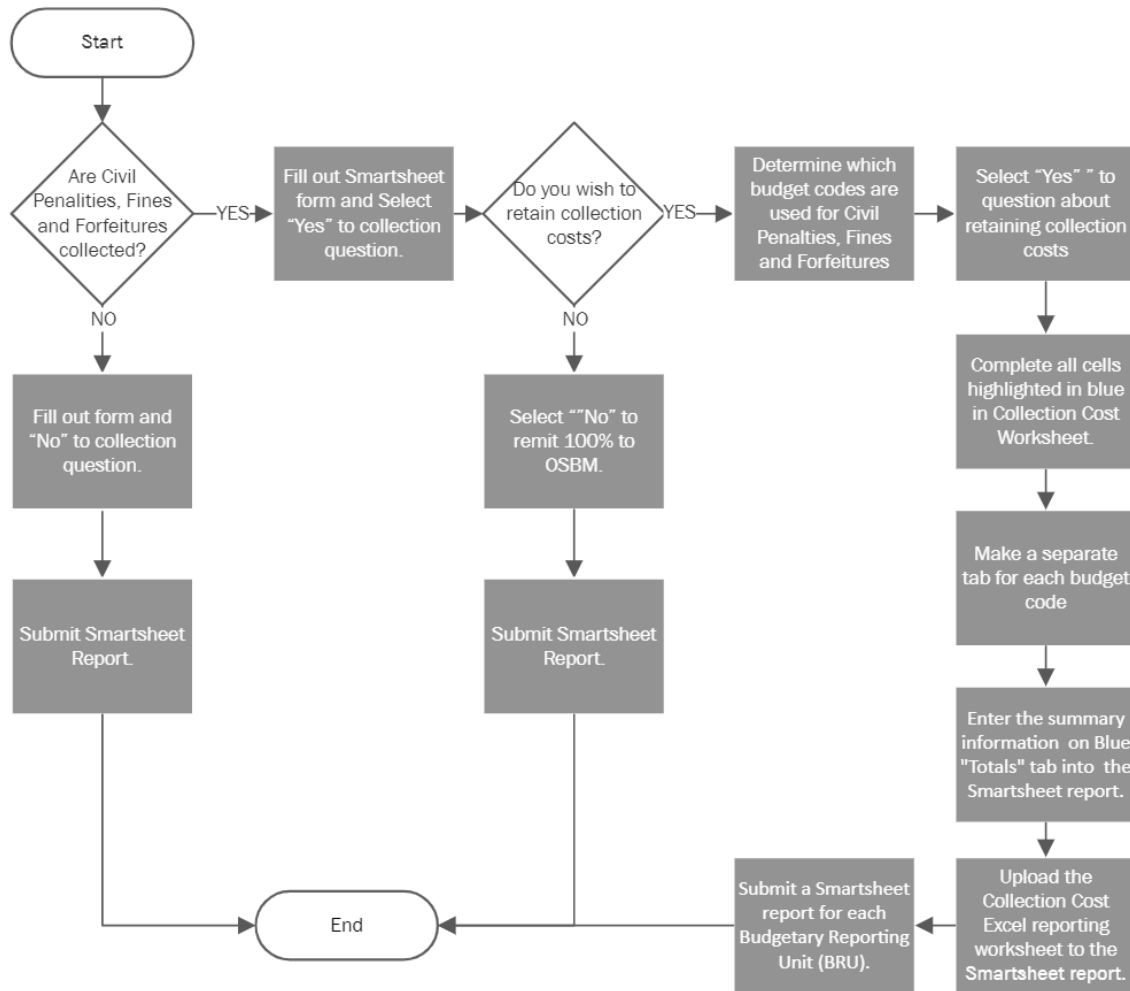 Start
Are Civil
Penalities, Fines
and Forfeitures
collected?
YES
Fill out Smartsheet
form and Select
“Yes” to collection
question.
Do you wish to
retain collection
costs?
YES
Determine which
budget codes are
used for Civil
Penalties, Fines
and Forfeitures
Select “Yes” ” to
question about
retaining collection
costs
NO
NO
Fill out form and
“No” to collection
question.
Select “”No” to
remit 100% to
OSBM.
Complete all cells
highlighted in blue
in Collection Cost
Worksheet.
Make a separate
tab for each budget
code
Submit Smartsheet
Report.
Submit Smartsheet
Report.
Enter the summary
information on Blue
"Totals" tab into the
Smartsheet report.
Upload the
Collection Cost
Excel reporting
worksheet to the
Smartsheet report.
Submit a Smartsheet
report for each
Budgetary Reporting
Unit (BRU).
End